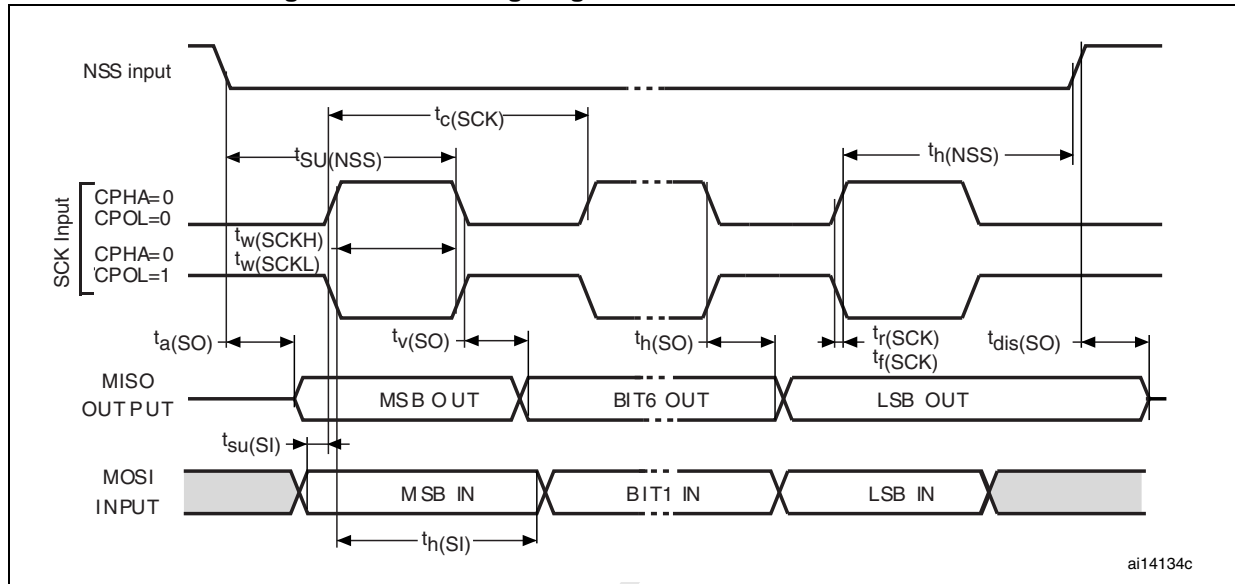 NSS input
tc(SCK)
tSU(NSS)
th(NSS)
SCK Input
CPHA=0
CPOL=0
tw(SCKH)
CPHA=0
tw(SCKL)
CPOL=1
ta(SO)
tv(SO)
th(SO)
tr(SCK)
tf(SCK)
tdis(SO)
MISO
OUTPUT
MSB OUT
BIT6 OUT
LSB OUT
tsu(SI)
MOSI
INPUT
MSB IN
BIT1 IN
LSB IN
th(SI)
ai14134c